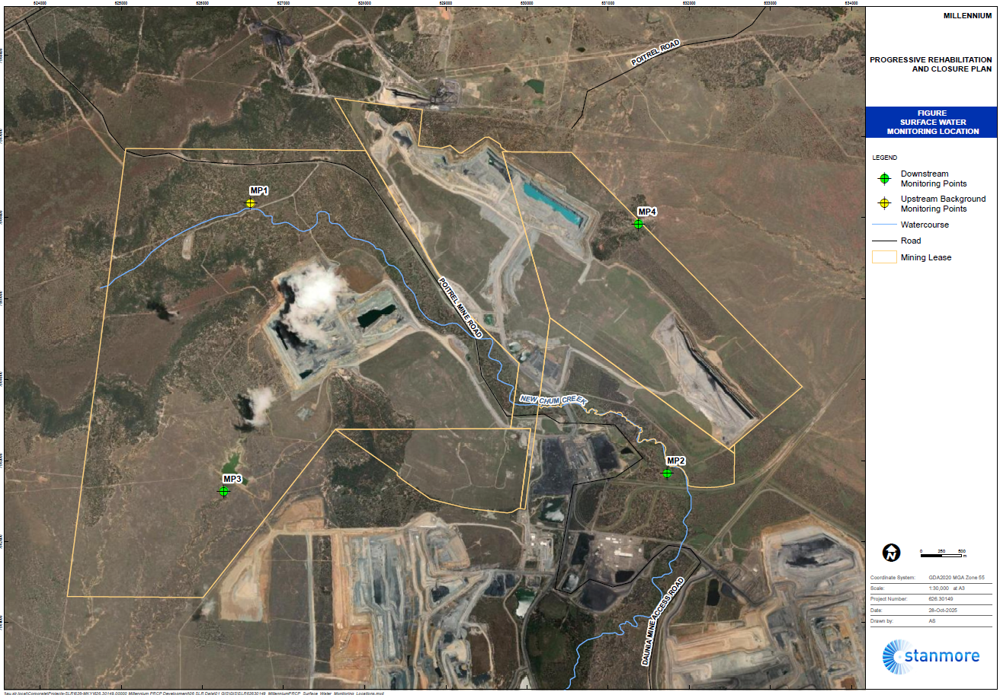 624000 625000 626000 627000 628000 629000 630000 631000 632000 633000 634000
POITREL ROAD
MP1
MP4
POITREL MINE ROAD
NEW CHUM CREEK
MP2
MP3
DAUNIA MINE ACCESS ROAD
MILLENNIUM
PROGRESSIVE REHABILITATION
AND CLOSURE PLAN
FIGURE
SURFACE WATER
MONITORING LOCATION
LEGEND
Downstream
Monitoring Points
Upstream Background
Monitoring Points
Watercourse
Road
Mining Lease
N
0 250 500
m
Coordinate System: GDA2020 MGA Zone 55
Scale: 1:30,000 at A3
Project Number: 626.30149
Date: 28-Oct-2025
Drawn by: AS
stanmore